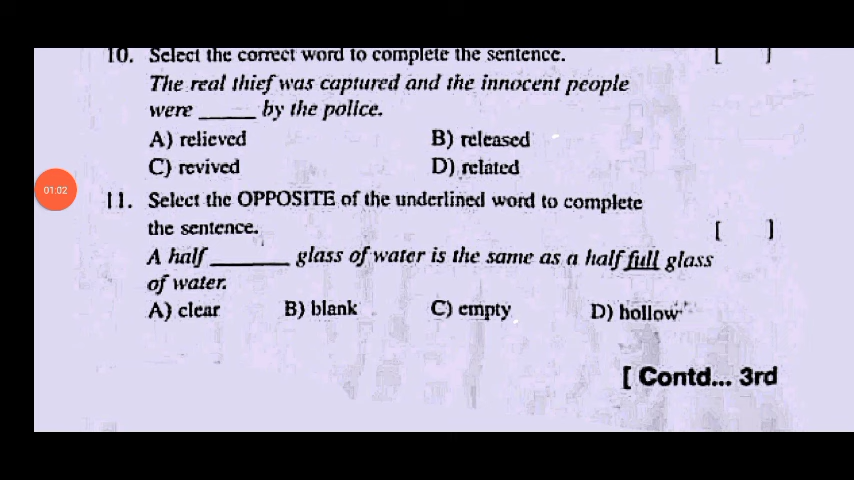 10. Select the correct word to complete the sentence. [ ]
The real thief was captured and the innocent people
were _____ by the police.
A) relieved B) released
C) revived D) related
01:02
11. Select the OPPOSITE of the underlined word to complete
the sentence. [ ]
A half _______ glass of water is the same as a half full glass
of water.
A) clear B) blank C) empty D) hollow
[ Contd... 3rd